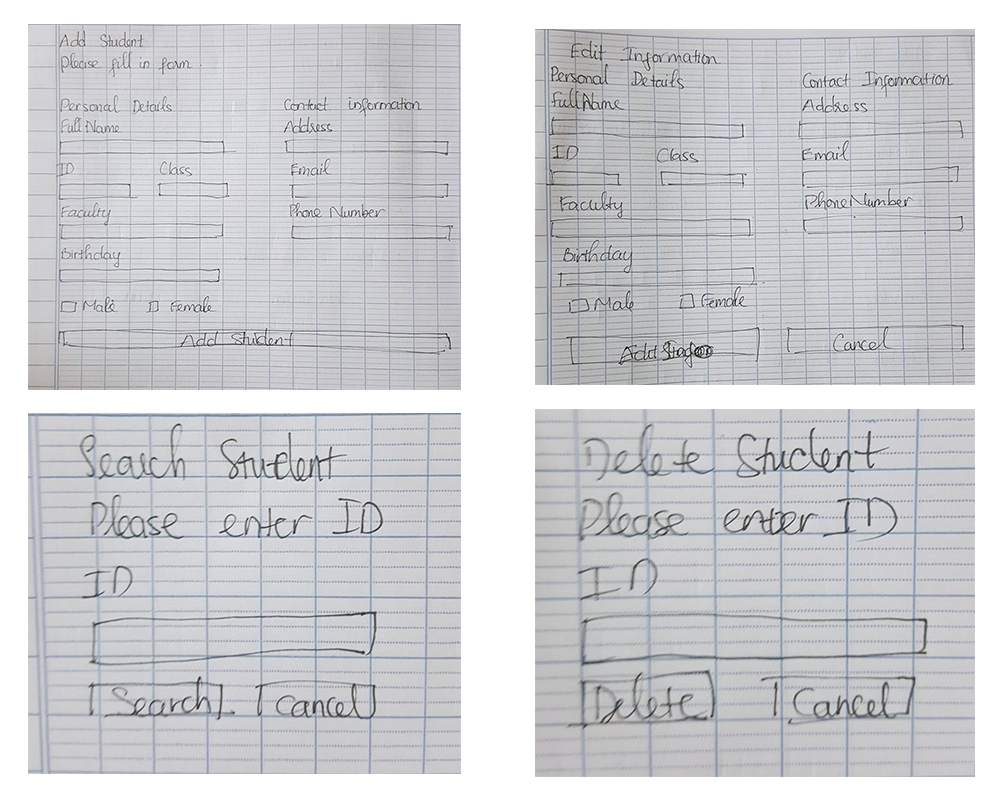 Add Student
Please fill in form
Personal Details
Contact information
Full Name
Address
ID
Class
Email
Faculty
Phone Number
Birthday
Male
Female
Add Student
Edit Information
Personal Details
Contact Information
Full Name
Address
ID
Class
Email
Faculty
Phone Number
Birthday
Male
Female
Add
Cancel
Search Student
Please enter ID
ID
Search
Cancel
Delete Student
Please enter ID
ID
Delete
Cancel